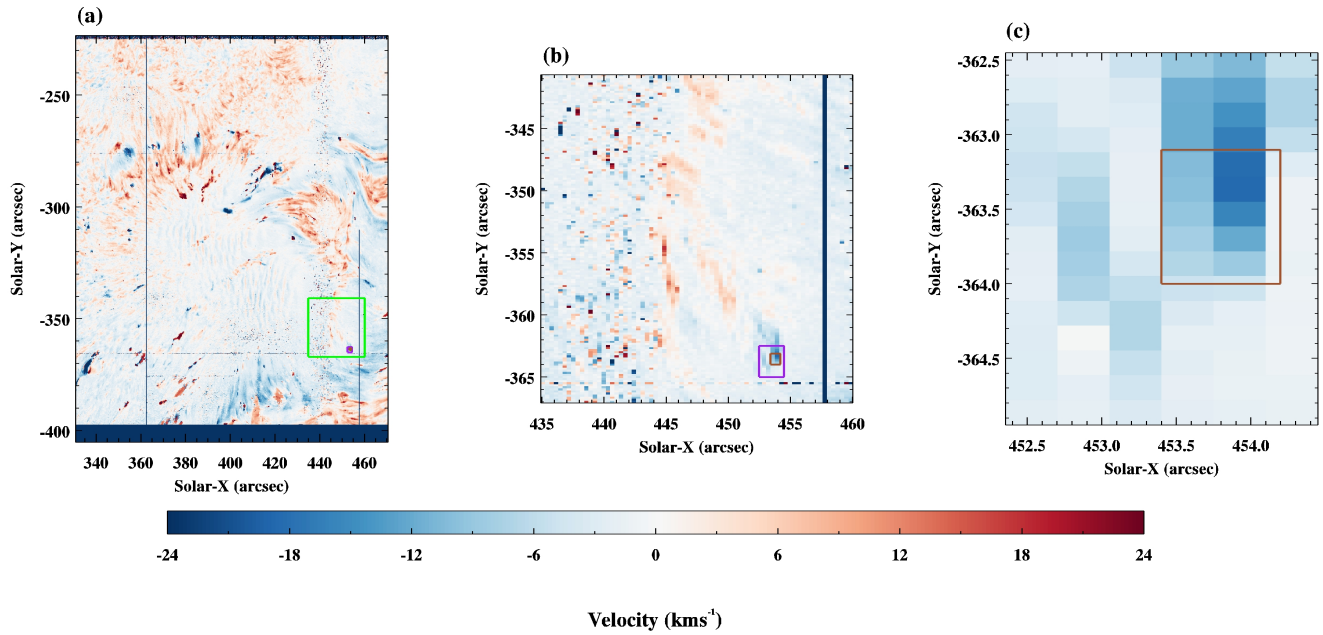 (a)
-250
-300
-350
-400
Solar-Y (arcsec)
340 360 380 400 420 440 460
Solar-X (arcsec)
(b)
-345
-350
-355
-360
-365
Solar-Y (arcsec)
435 440 445 450 455 460
Solar-X (arcsec)
(c)
-362.5
-363.0
-363.5
-364.0
-364.5
Solar-Y (arcsec)
452.5 453.0 453.5 454.0
Solar-X (arcsec)
-24 -18 -12 -6 0 6 12 18 24
Velocity (kms⁻¹)